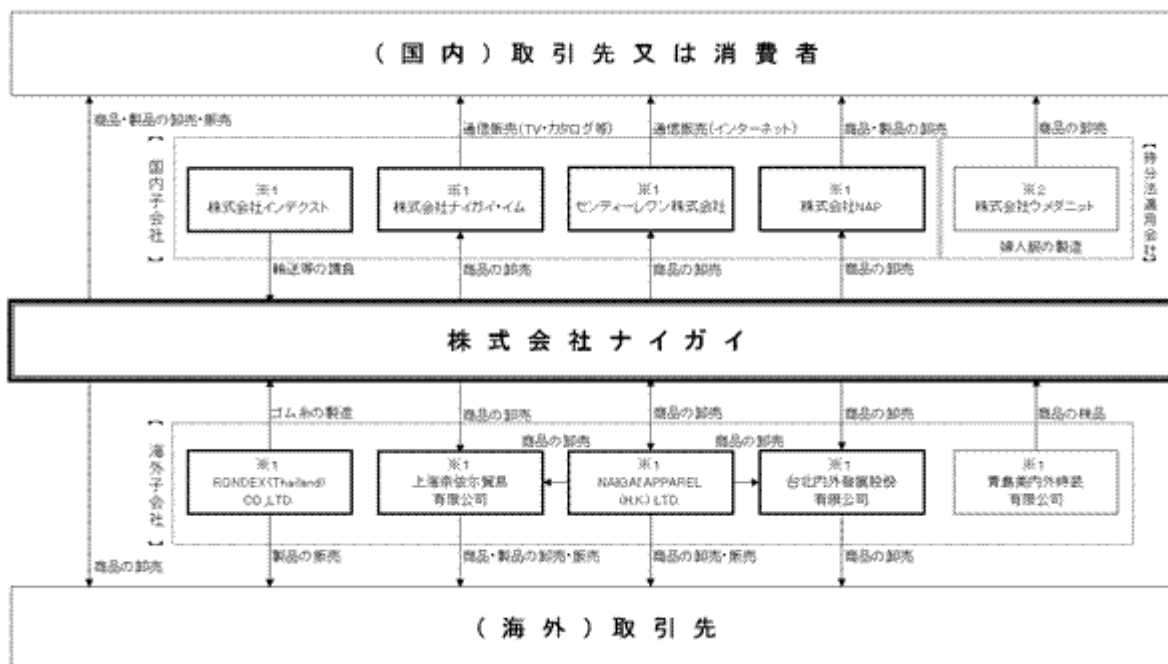 (国内)取引先又は消費者
商品・製品の卸売・販売
通信販売(TV・カタログ等)
通信販売(インターネット)
商品・製品の卸売
商品の卸売
【国内子会社】
※1
株式会社インデクスト
※1
株式会社ナイガイ・イム
※1
センティーレワン株式会社
※1
株式会社NAP
※2
株式会社ウメダニット
婦人服の製造
【持分法適用会社】
輸送等の請負
商品の卸売
商品の卸売
商品の卸売
株式会社ナイガイ
ゴム糸の製造
商品の卸売
商品の卸売
商品の卸売
商品の検品
【海外子会社】
商品の卸売
商品の卸売
※1
RONDEX(Thailand)
CO.,LTD.
※1
上海奈依尔貿易
有限公司
※1
NAIGAI APPAREL
(H.K) LTD.
※1
台北内外發展股份
有限公司
※1
青島美内外時装
有限公司
商品の卸売
製品の販売
商品・製品の卸売・販売
商品の卸売・販売
商品の卸売
(海外)取引先